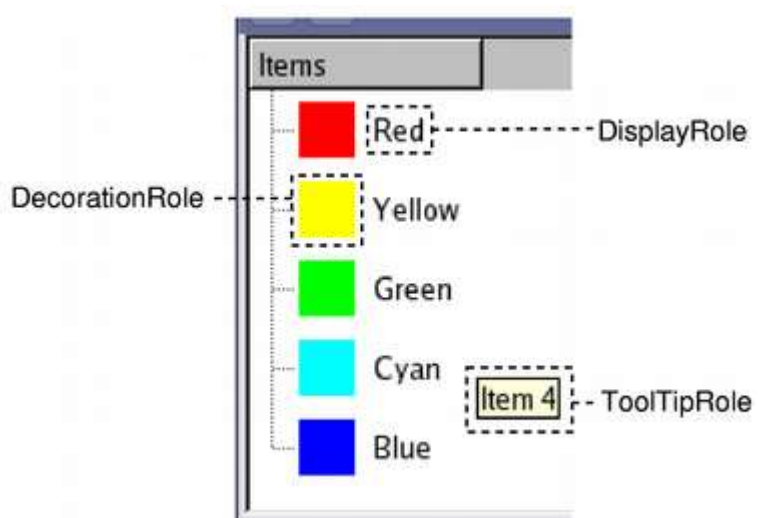 Items
Red
DisplayRole
DecorationRole
Yellow
Green
Cyan
Item 4
ToolTipRole
Blue